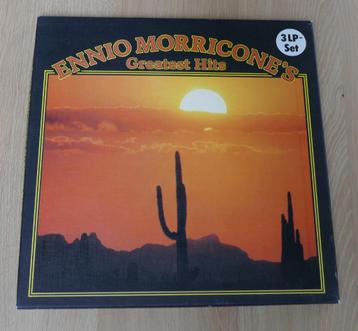 3 LP-
Set
ENNIO MORRICONE'S
Greatest Hits